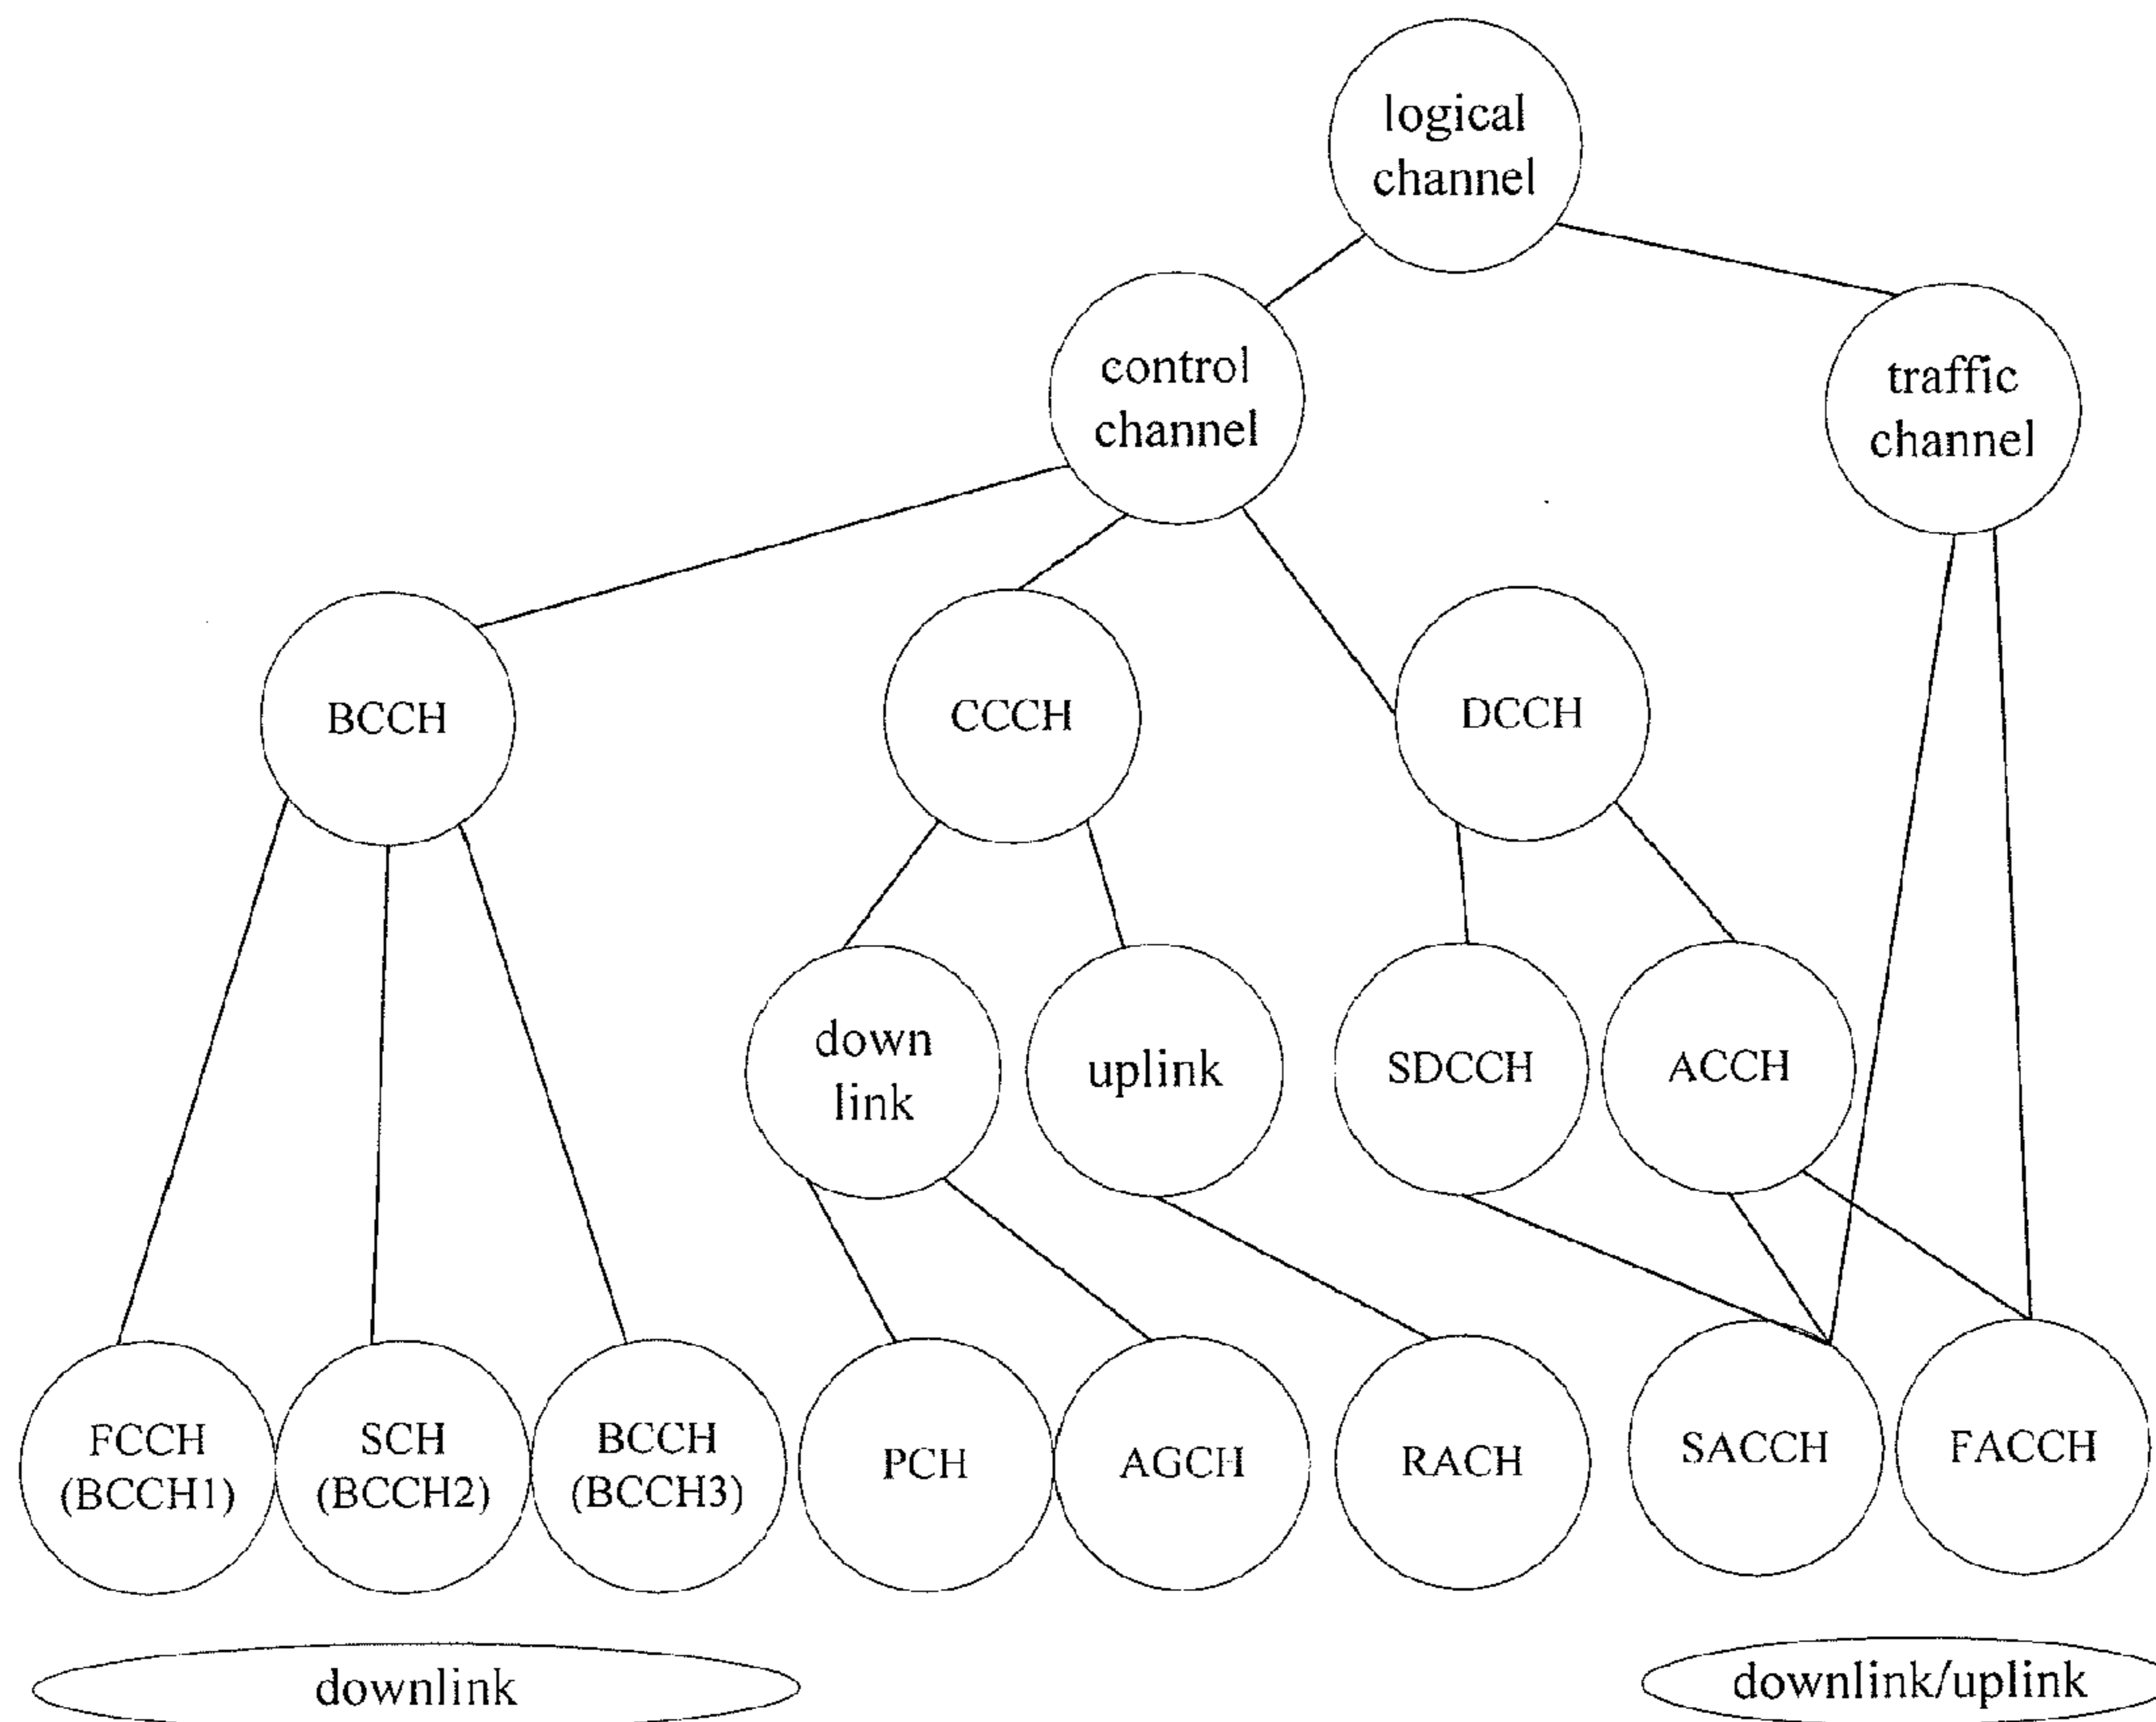 logical
channel
control
channel
traffic
channel
BCCH
CCCH
DCCH
down
link
uplink
SDCCH
ACCH
FCCH
(BCCH1)
SCH
(BCCH2)
BCCH
(BCCH3)
PCH
AGCH
RACH
SACCH
FACCH
downlink
downlink/uplink